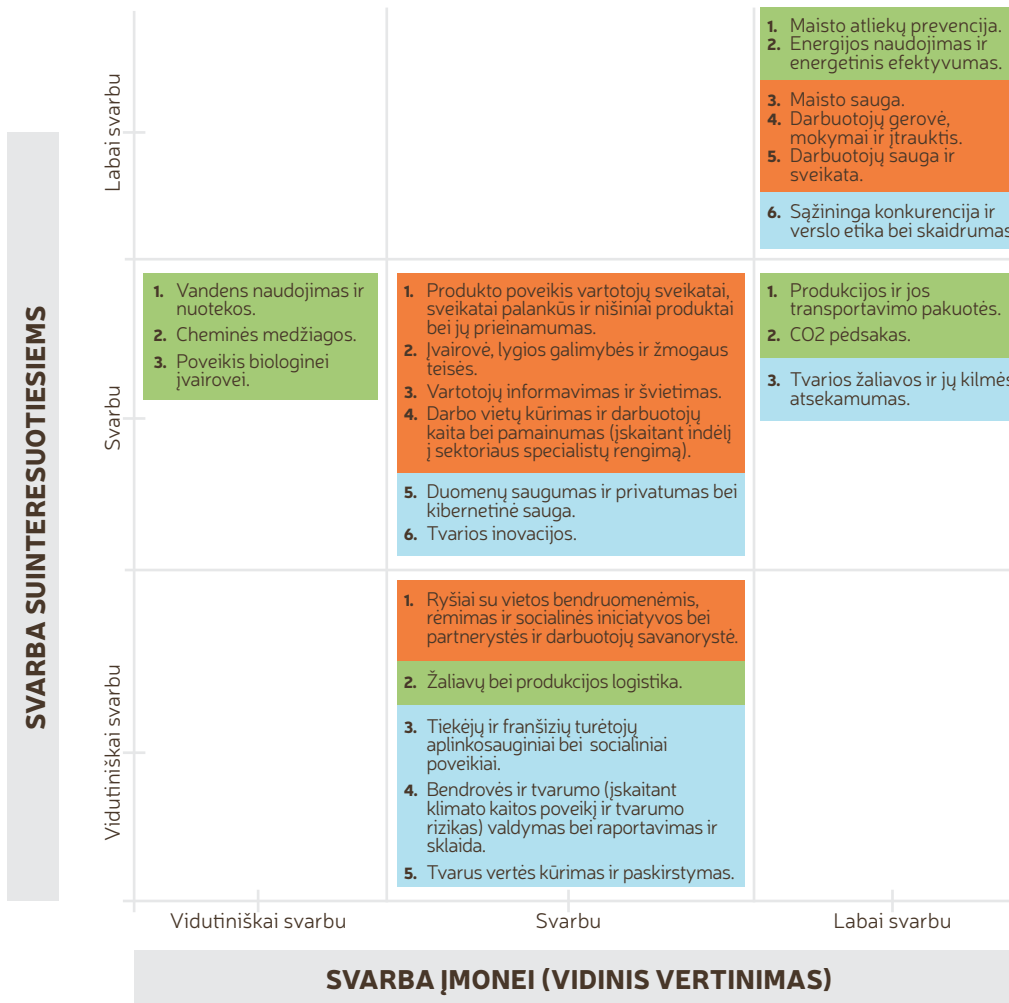 SVARBA SUINTERESUOTIESIEMS
Labai svarbu
1. Maisto atliekų prevencija.
2. Energijos naudojimas ir
energetinis efektyvumas.
3. Maisto sauga.
4. Darbuotojų gerovė,
mokymai ir įtrauktis.
5. Darbuotojų sauga ir
sveikata.
6. Sąžininga konkurencija ir
verslo etika bei skaidrumas
Svarbu
1. Vandens naudojimas ir
nuotekos.
2. Cheminės medžiagos.
3. Poveikis biologinei
įvairovei.
1. Produkto poveikis vartotojų sveikatai,
sveikatai palankūs ir nišiniai produktai
bei jų prieinamumas.
2. Įvairovė, lygios galimybės ir žmogaus
teisės.
3. Vartotojų informavimas ir švietimas.
4. Darbo vietų kūrimas ir darbuotojų
kaita bei pamainumas (įskaitant indėlį
į sektoriaus specialistų rengimą).
5. Duomenų saugumas ir privatumas bei
kibernetinė sauga.
6. Tvarios inovacijos.
1. Produkcijos ir jos
transportavimo pakuotės.
2. CO2 pėdsakas.
3. Tvarios žaliavos ir jų kilmės
atsekamumas.
Vidutiniškai svarbu
1. Ryšiai su vietos bendruomenėmis,
rėmimas ir socialinės iniciatyvos bei
partnerystės ir darbuotojų savanorystė.
2. Žaliavų bei produkcijos logistika.
3. Tiekėjų ir franšizių turėtojų
aplinkosauginiai bei socialiniai
poveikiai.
4. Bendrovės ir tvarumo (įskaitant
klimato kaitos poveikį ir tvarumo
rizikas) valdymas bei raportavimas ir
sklaida.
5. Tvarus vertės kūrimas ir paskirstymas.
Vidutiniškai svarbu
Svarbu
Labai svarbu
SVARBA ĮMONEI (VIDINIS VERTINIMAS)